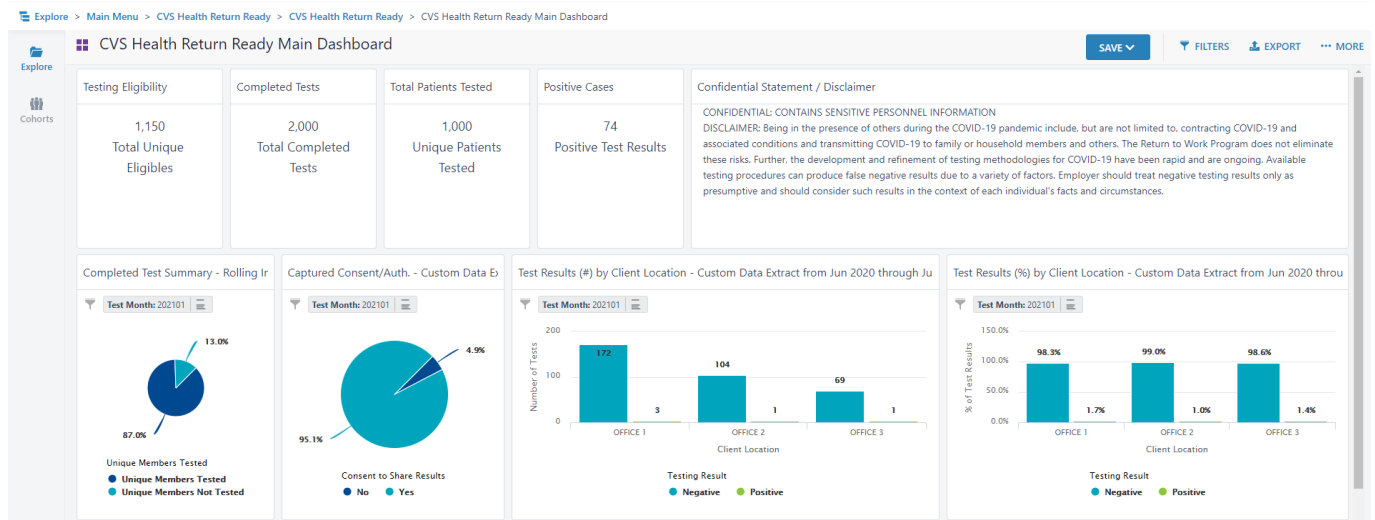 Explore > Main Menu > CVS Health Return Ready > CVS Health Return Ready > CVS Health Return Ready Main Dashboard
Explore
Cohorts
CVS Health Return Ready Main Dashboard
SAVE
FILTERS
EXPORT
MORE
Testing Eligibility
1,150
Total Unique
Eligibles
Completed Tests
2,000
Total Completed
Tests
Total Patients Tested
1,000
Unique Patients
Tested
Positive Cases
74
Positive Test Results
Confidential Statement / Disclaimer
CONFIDENTIAL: CONTAINS SENSITIVE PERSONNEL INFORMATION
DISCLAIMER: Being in the presence of others during the COVID-19 pandemic include, but are not limited to, contracting COVID-19 and
associated conditions and transmitting COVID-19 to family or household members and others. The Return to Work Program does not eliminate
these risks. Further, the development and refinement of testing methodologies for COVID-19 have been rapid and are ongoing. Available
testing procedures can produce false negative results due to a variety of factors. Employer should treat negative testing results only as
presumptive and should consider such results in the context of each individual's facts and circumstances.
Completed Test Summary - Rolling Ir
Test Month: 202101
13.0%
87.0%
Unique Members Tested
Unique Members Tested
Unique Members Not Tested
Captured Consent/Auth. - Custom Data Ex
Test Month: 202101
4.9%
95.1%
Consent to Share Results
No
Yes
Test Results (#) by Client Location - Custom Data Extract from Jun 2020 through Ju
Test Month: 202101
Number of Tests
200
100
0
172
3
104
1
69
1
OFFICE 1
OFFICE 2
OFFICE 3
Client Location
Testing Result
Negative
Positive
Test Results (%) by Client Location - Custom Data Extract from Jun 2020 throu
Test Month: 202101
% of Test Results
150.0%
100.0%
50.0%
0.0%
98.3%
1.7%
99.0%
1.0%
98.6%
1.4%
OFFICE 1
OFFICE 2
OFFICE 3
Client Location
Testing Result
Negative
Positive